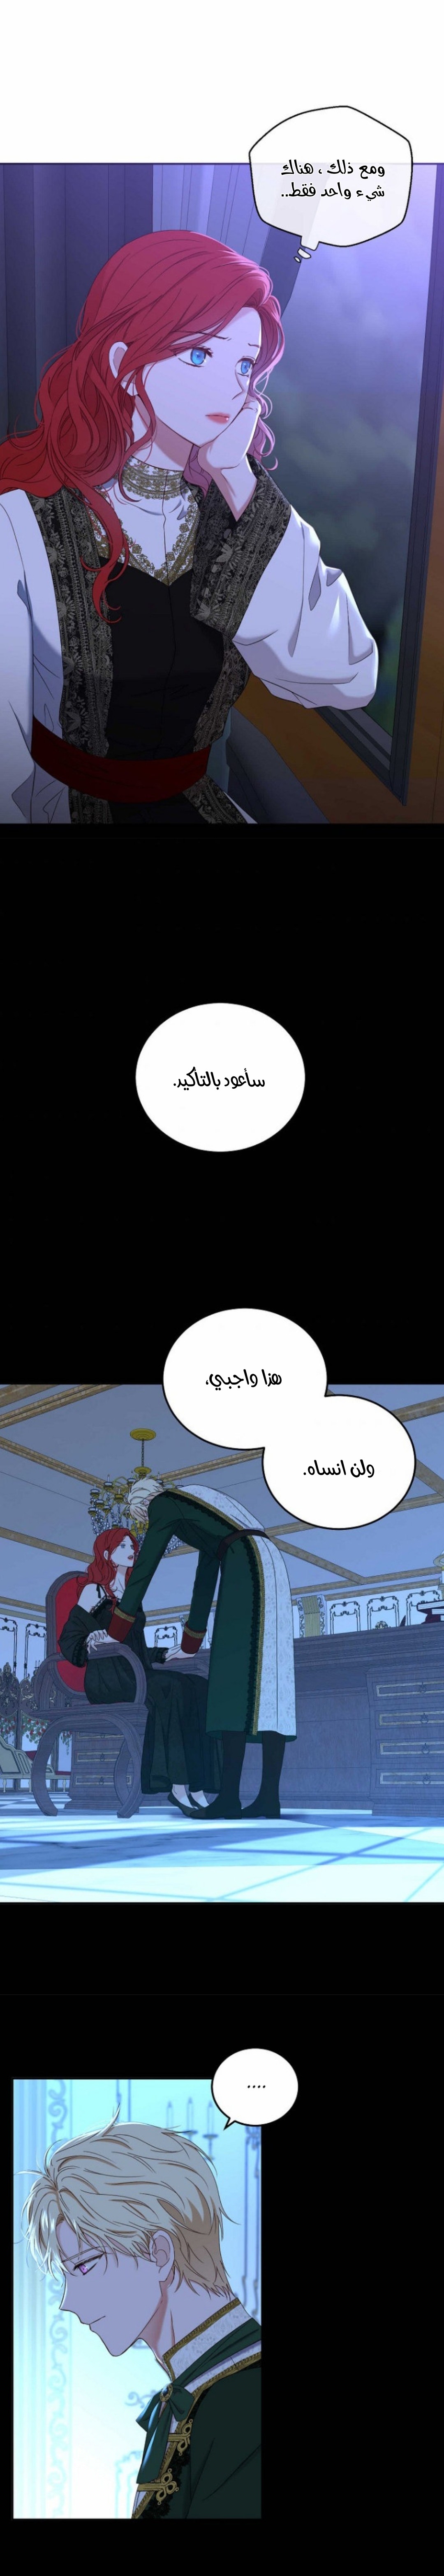 ومع ذلك ، هناك
شيء واحد فقط..
سأعود بالتأكيد.
هذا واجبي،
ولن انساه.
....